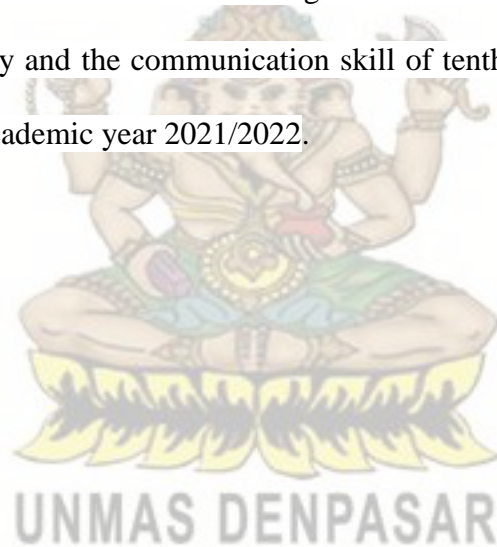 y and the communication skill of tenth
ademic year 2021/2022.
UNMAS DENPASAR